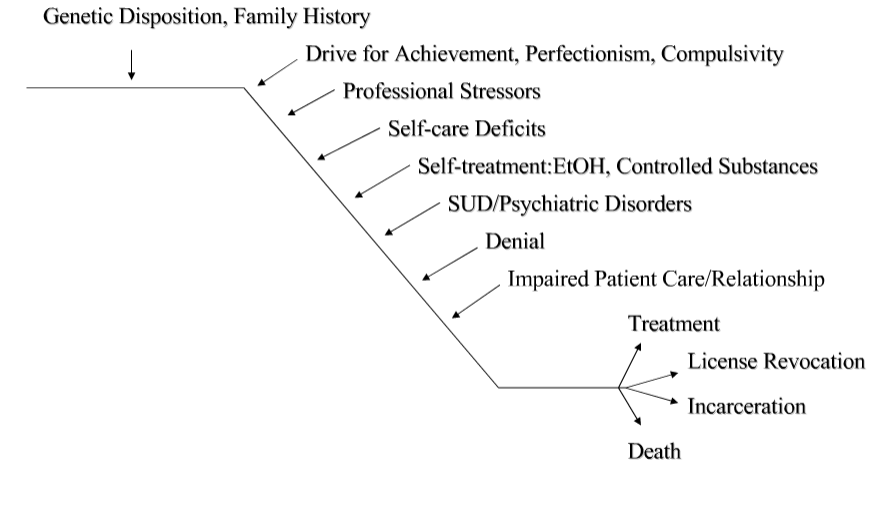 Genetic Disposition, Family History
Drive for Achievement, Perfectionism, Compulsivity
Professional Stressors
Self-care Deficits
Self-treatment:EtOH, Controlled Substances
SUD/Psychiatric Disorders
Denial
Impaired Patient Care/Relationship
Treatment
License Revocation
Incarceration
Death